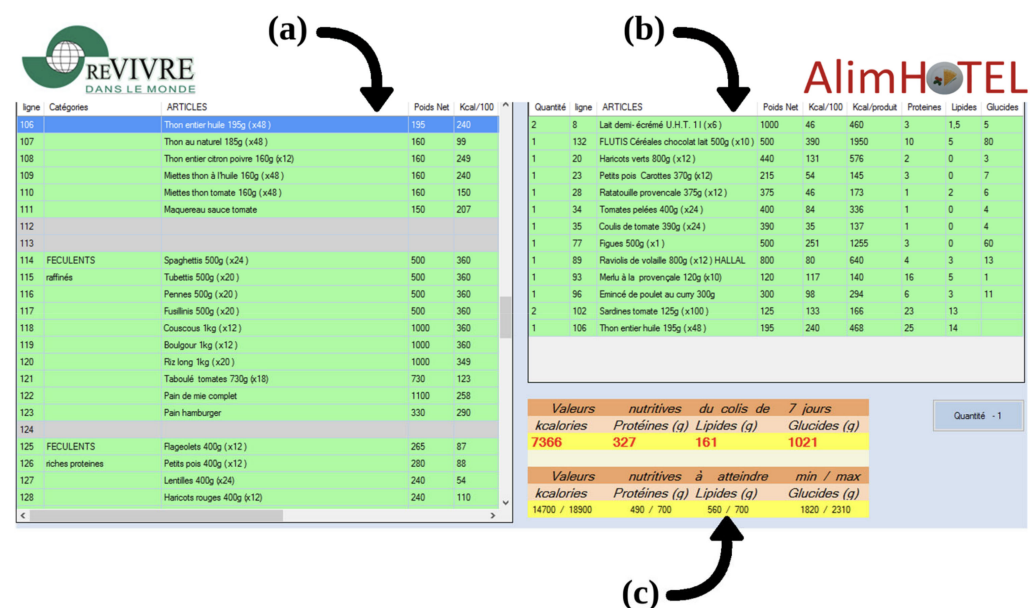 (a)
(b)
REVIVRE
DANS LE MONDE
AlimHOTEL
ligne Catégories ARTICLES Poids Net Kcal/100
106 Thon entier huile 195g (x48 ) 195 240
107 Thon au naturel 185g (x48 ) 160 99
108 Thon entier citron poivre 160g (x12) 160 249
109 Miettes thon à l'huile 160g (x48 ) 160 240
110 Miettes thon tomate 160g (x48 ) 160 150
111 Maquereau sauce tomate 150 207
112
113
114 FECULENTS Spaghettis 500g (x24 ) 500 360
115 raffinés Tubettis 500g (x20 ) 500 360
116 Pennes 500g (x20 ) 500 360
117 Fusillinis 500g (x20 ) 500 360
118 Couscous 1kg (x12 ) 1000 360
119 Boulgour 1kg (x12 ) 1000 360
120 Riz long 1kg (x20 ) 1000 349
121 Taboulé tomates 730g (x18) 730 123
122 Pain de mie complet 1100 258
123 Pain hamburger 330 290
124
125 FECULENTS Flageolets 400g (x12 ) 265 87
126 riches proteines Petits pois 400g (x12 ) 280 88
127 Lentilles 400g (x24) 240 54
128 Haricots rouges 400g (x12) 240 110
Quantité ligne ARTICLES Poids Net Kcal/100 Kcal/produit Proteines Lipides Glucides
2 8 Lait demi- écrémé U.H.T. 1 l (x6 ) 1000 46 460 3 1,5 5
1 132 FLUTIS Céréales chocolat lait 500g (x10 ) 500 390 1950 10 5 80
1 20 Haricots verts 800g (x12 ) 440 131 576 2 0 3
1 23 Petits pois Carottes 370g (x12) 215 54 145 3 0 7
1 28 Ratatouille provencale 375g (x12 ) 375 46 173 1 2 6
1 34 Tomates pelées 400g (x24 ) 400 84 336 1 0 4
1 35 Coulis de tomate 390g (x24 ) 390 35 137 1 0 4
1 77 Figues 500g (x1 ) 500 251 1255 3 0 60
1 89 Raviolis de volaille 800g (x12 ) HALLAL 800 80 640 4 3 13
1 93 Merlu à la provençale 120g (x10) 120 117 140 16 5 1
1 96 Emincé de poulet au curry 300g 300 98 294 6 3 11
2 102 Sardines tomate 125g (x100 ) 125 133 166 23 13
1 106 Thon entier huile 195g (x48 ) 195 240 468 25 14
Valeurs nutritives du colis de 7 jours
kcalories Protéines (g) Lipides (g) Glucides (g)
7366 327 161 1021
Quantité - 1
Valeurs nutritives à atteindre min / max
kcalories Protéines (g) Lipides (g) Glucides (g)
14700 / 18900 490 / 700 560 / 700 1820 / 2310
(c)